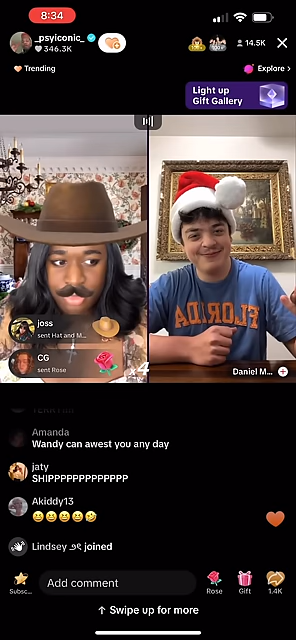 8:34
_psyiconic_
346.3K
14.5K
Trending
Explore >
Light up
Gift Gallery
joss
sent Hat and M...
CG
sent Rose
x4
FLORIDA
Daniel M...
Amanda
Wandy can awest you any day
jaty
SHIPPPPPPPPPPPPP
Akiddy13
Lindsey joined
Subsc...
Add comment
Rose
Gift
1.4K
Swipe up for more